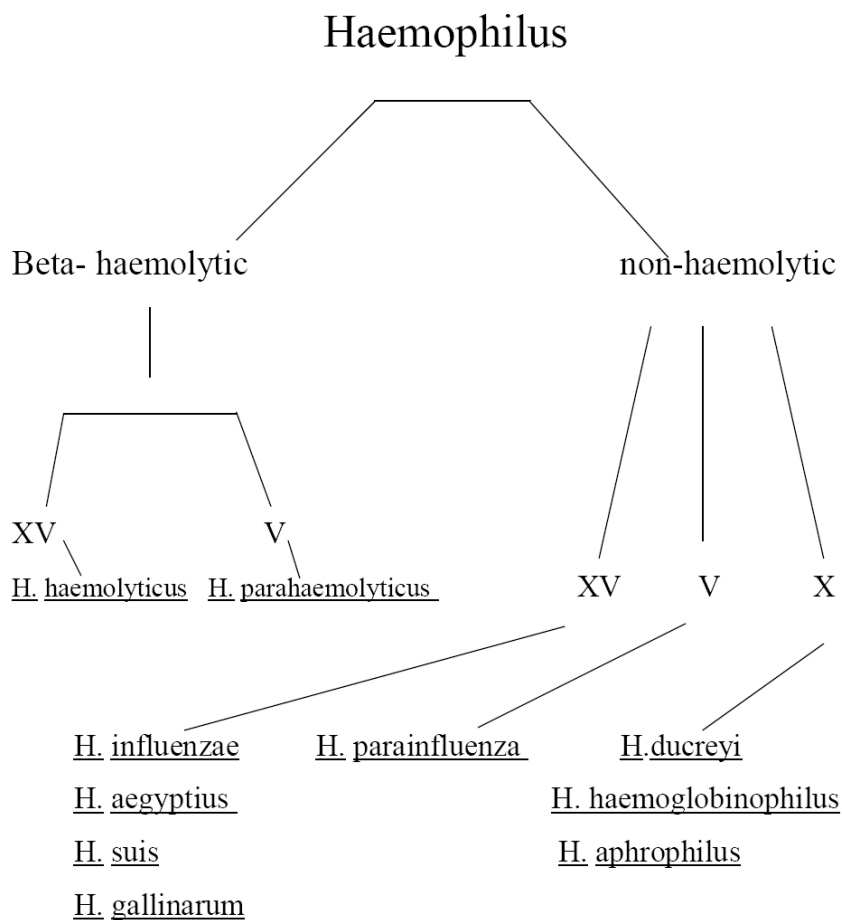 Haemophilus
Beta- haemolytic
non-haemolytic
XV
V
H. haemolyticus
H. parahaemolyticus
XV
V
X
H. influenzae
H. parainfluenza
H.ducreyi
H. aegyptius
H. haemoglobinophilus
H. suis
H. aphrophilus
H. gallinarum